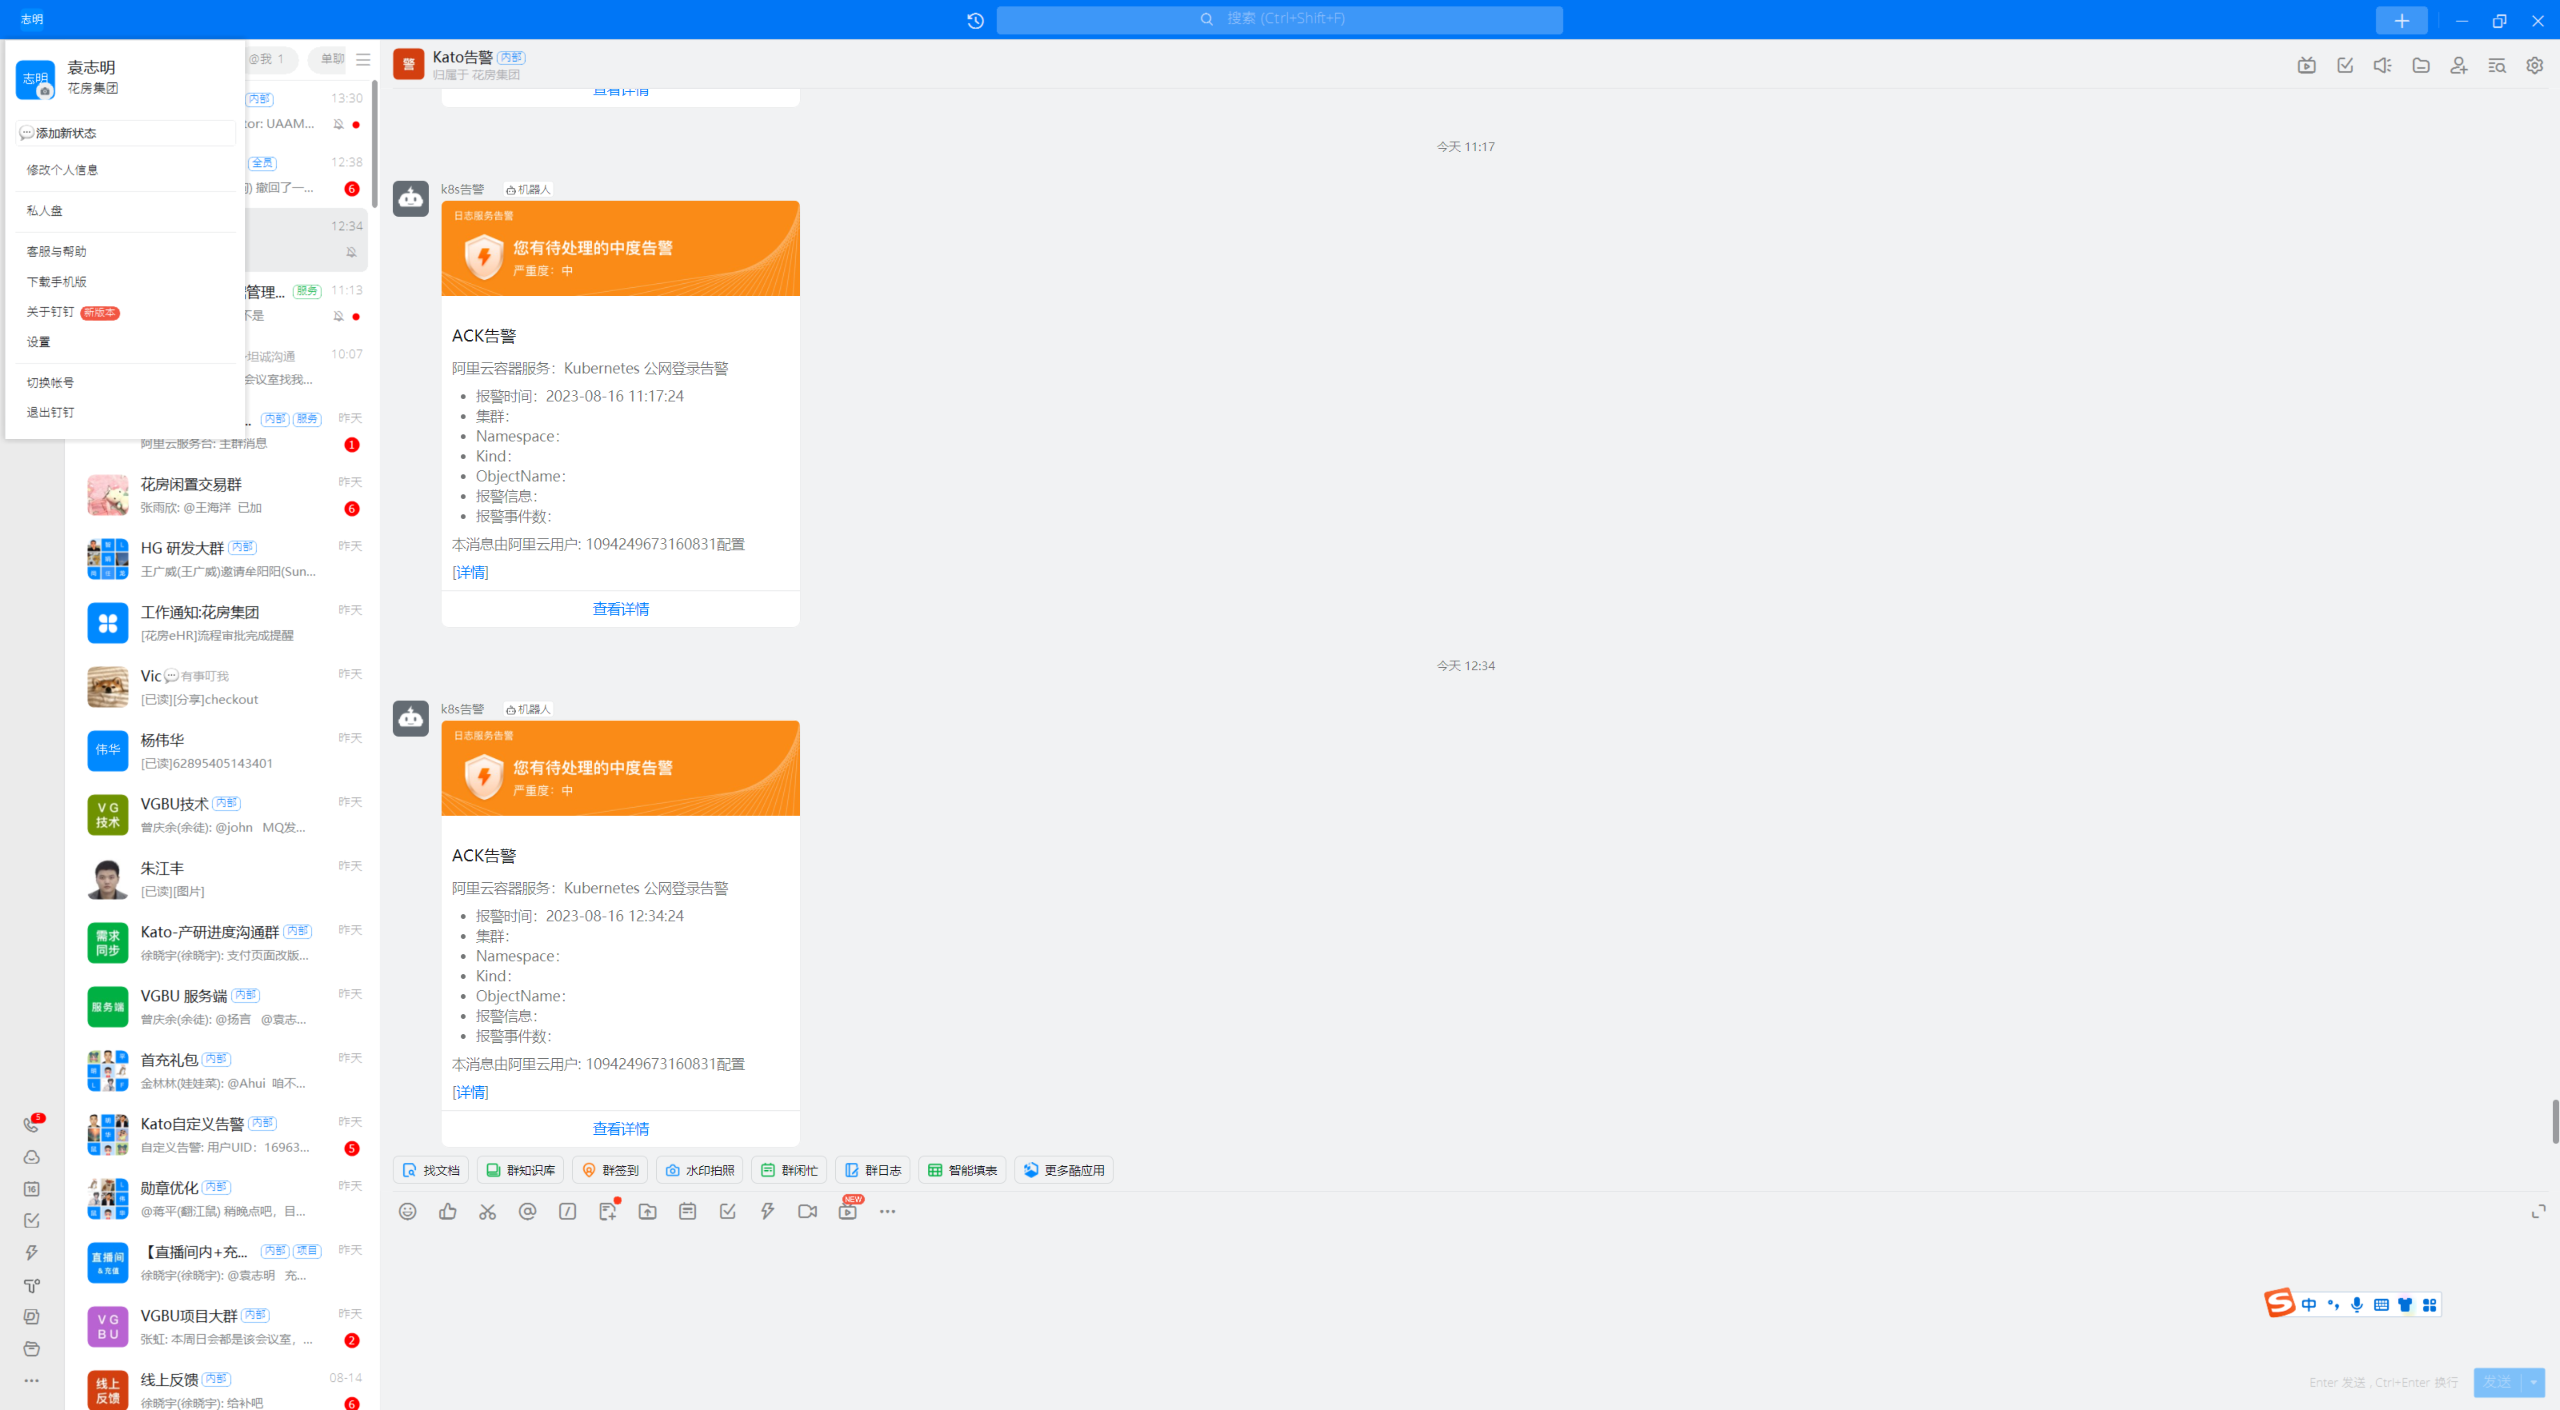 志明
搜索 (Ctrl+Shift+F)
志明
袁志明
花房集团
添加新状态
修改个人信息
私人盘
客服与帮助
下载手机版
关于钉钉 新版本
设置
切换帐号
退出钉钉
@我 1
单聊
内部 13:30
tor: UAAM...
全员 12:38
撤回了一...
6
12:34
管理... 服务 11:13
不是
坦诚沟通 10:07
会议室找我...
... 内部 服务 昨天
阿里云服务台: 主群消息
1
花房闲置交易群 昨天
张雨欣: @王海洋 已加
6
HG 研发大群 内部 昨天
王广威(王广威)邀请牟阳阳(Sun...
工作通知:花房集团 昨天
[花房eHR]流程审批完成提醒
Vic 有事叮我 昨天
[已读][分享]checkout
伟华
杨伟华 昨天
[已读]62895405143401
VG
技术
VGBU技术 内部 昨天
曾庆余(余徒): @john MQ发...
朱江丰 昨天
[已读][图片]
需求
同步
Kato-产研进度沟通群 内部 昨天
徐晓宇(徐晓宇): 支付页面改版...
服务端
VGBU 服务端 内部 昨天
曾庆余(余徒): @扬言 @袁志...
首充礼包 内部 昨天
金林林(娃娃菜): @Ahui 咱不...
Kato自定义告警 内部 昨天
自定义告警: 用户UID：16963...
5
勋章优化 内部 昨天
@蒋平(翻江鼠) 稍晚点吧，目...
直播间
&充值
【直播间内+充... 内部 项目 昨天
徐晓宇(徐晓宇): @袁志明 充...
VG
BU
VGBU项目大群 内部 昨天
张虹: 本周日会都是该会议室，...
2
线上
反馈
线上反馈 内部 08-14
徐晓宇(徐晓宇): 给补吧
6
5
16
警
Kato告警 内部
归属于 花房集团
查看详情
今天 11:17
k8s告警 机器人
日志服务告警
您有待处理的中度告警
严重度：中
ACK告警
阿里云容器服务：Kubernetes 公网登录告警
• 报警时间：2023-08-16 11:17:24
• 集群：
• Namespace：
• Kind：
• ObjectName：
• 报警信息：
• 报警事件数：
本消息由阿里云用户: 1094249673160831配置
[详情]
查看详情
今天 12:34
k8s告警 机器人
日志服务告警
您有待处理的中度告警
严重度：中
ACK告警
阿里云容器服务：Kubernetes 公网登录告警
• 报警时间：2023-08-16 12:34:24
• 集群：
• Namespace：
• Kind：
• ObjectName：
• 报警信息：
• 报警事件数：
本消息由阿里云用户: 1094249673160831配置
[详情]
查看详情
找文档 群知识库 群签到 水印拍照 群闲忙 群日志 智能填表 更多酷应用
NEW
中
Enter 发送 , Ctrl+Enter 换行 发送